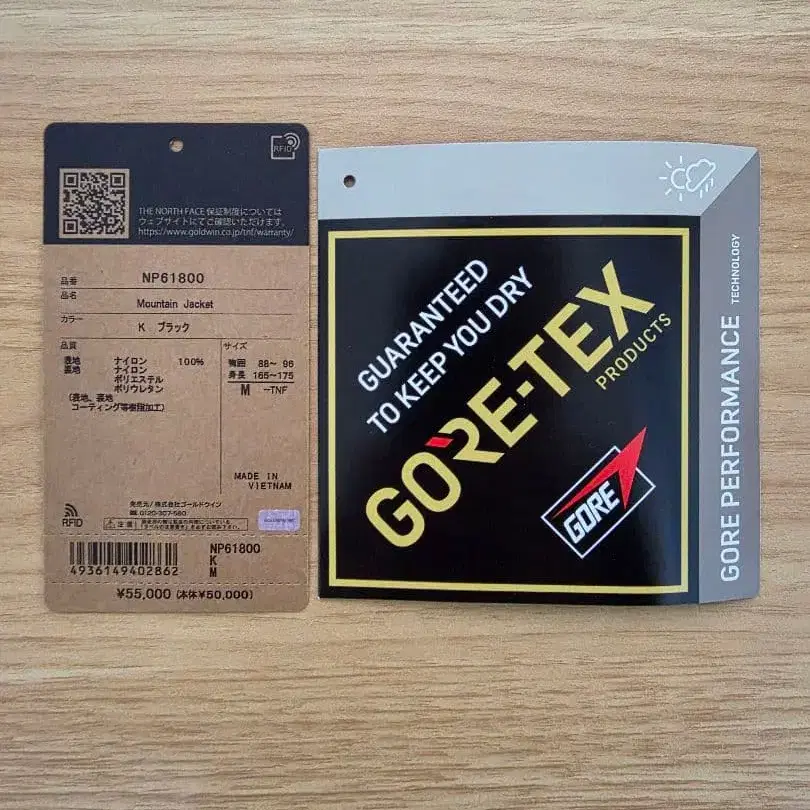 RFID
THE NORTH FACE 保証制度については
ウェブサイトにてご確認いただけます。
https://www.goldwin.co.jp/tnf/warranty/
品番 NP61800
品名
Mountain Jacket
カラー
K ブラック
品質
表地 ナイロン 100%
裏地 ナイロン
ポリエステル
ポリウレタン
(表地、裏地
コーティング等樹脂加工)
サイズ
胸囲 88~ 96
身長 165~175
M -TNF
MADE IN
VIETNAM
発売元/株式会社ゴールドウイン
0120-307-560
RFID
注意
NP61800
K
M
4936149402862
¥55,000 (本体¥50,000)
GUARANTEED
TO KEEP YOU DRY
GORE-TEX
PRODUCTS
GORE
GORE PERFORMANCE TECHNOLOGY